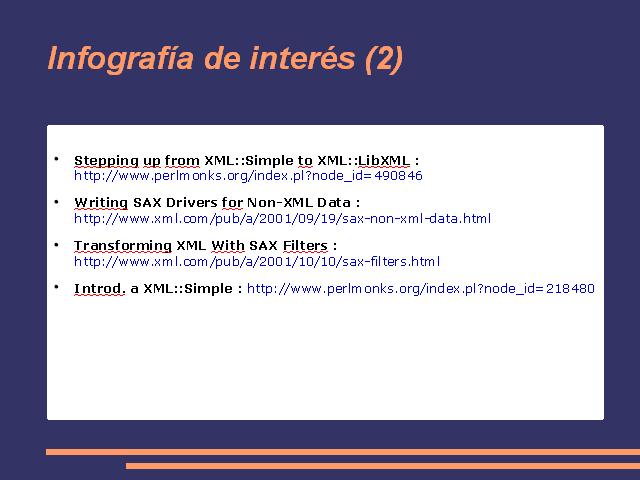 Infografía de interés (2)
• Stepping up from XML::Simple to XML::LibXML :
http://www.perlmonks.org/index.pl?node_id=490846
• Writing SAX Drivers for Non-XML Data :
http://www.xml.com/pub/a/2001/09/19/sax-non-xml-data.html
• Transforming XML With SAX Filters :
http://www.xml.com/pub/a/2001/10/10/sax-filters.html
• Introd. a XML::Simple : http://www.perlmonks.org/index.pl?node_id=218480